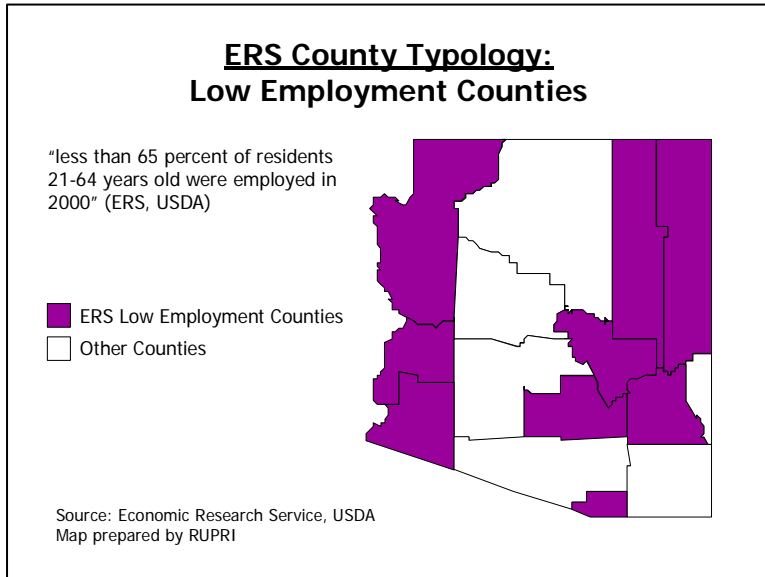 ERS County Typology:
Low Employment Counties
"less than 65 percent of residents
21-64 years old were employed in
2000" (ERS, USDA)
ERS Low Employment Counties
Other Counties
Source: Economic Research Service, USDA
Map prepared by RUPRI